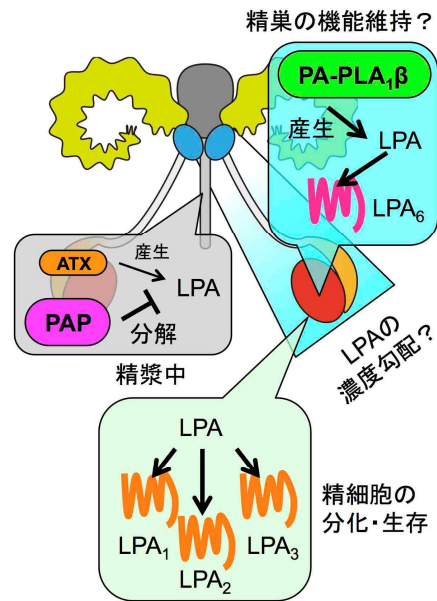 精巣の機能維持？
PA-PLA₁β
産生
LPA
LPA₆
ATX
産生
LPA
PAP
分解
精漿中
LPAの
濃度勾配？
LPA
LPA₁
LPA₂
LPA₃
精細胞の
分化・生存